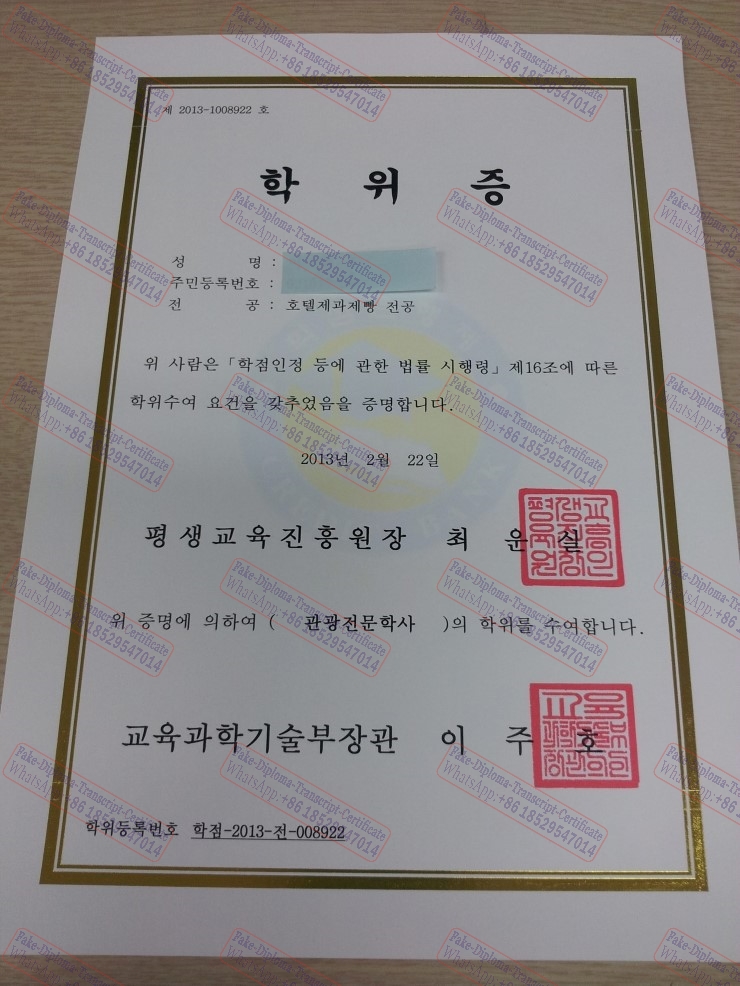 제 2013-1008922 호
학 위 증
성 명 :
주민등록번호 :
전 공 : 호텔제과제빵 전공
위 사람은 「학점인정 등에 관한 법률 시행령」 제16조에 따른
학위수여 요건을 갖추었음을 증명합니다.
2013년 2월 22일
평생교육진흥원장 최 운 실
위 증명에 의하여 ( 관광전문학사 )의 학위를 수여합니다.
교육과학기술부장관 이 주 호
학위등록번호 학점-2013-전-008922
Fake-Diploma-Transcript-Certificate
WhatsApp:+86 18529547014